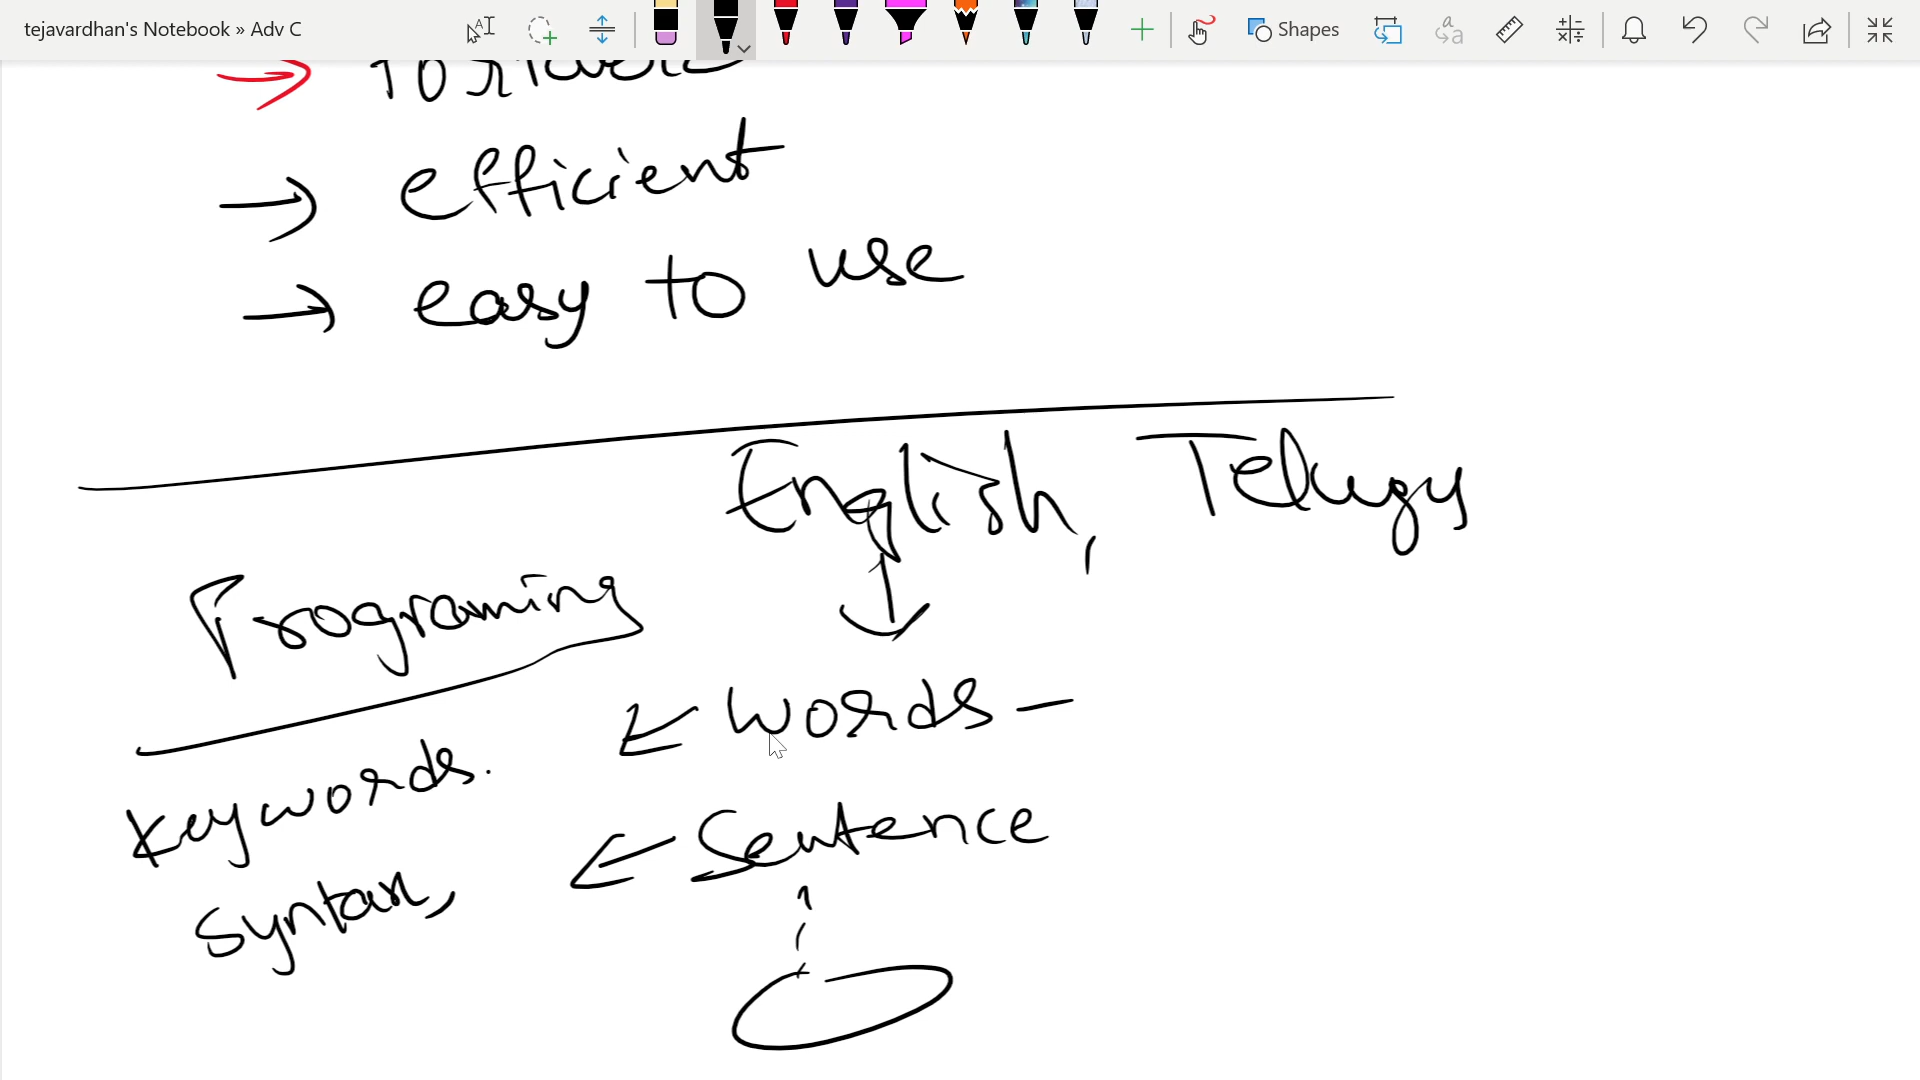 tejavardhan's Notebook » Adv C
Shapes
→ efficient
→ easy to use
English, Telugu
Programing
← words -
keywords.
← Sentence
Syntax,